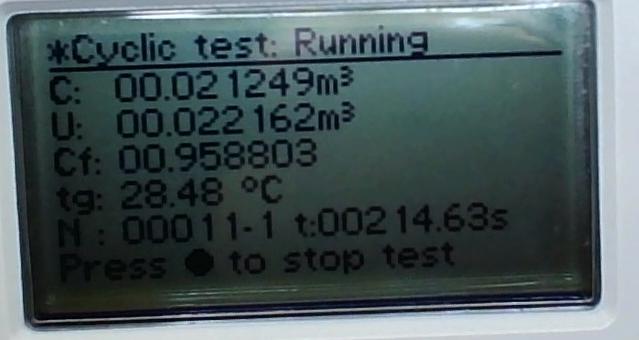 *Cyclic test: Running
C: 00.021249m³
U: 00.022162m³
Cf: 00.958803
tg: 28.48 °C
N : 00011-1 t:00214.63s
Press ● to stop test